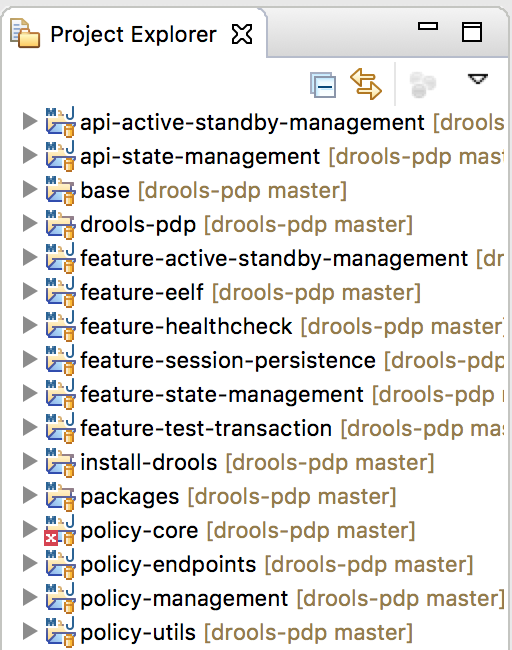 Project Explorer
api-active-standby-management [drools
api-state-management [drools-pdp mast
base [drools-pdp master]
drools-pdp [drools-pdp master]
feature-active-standby-management [dr
feature-eelf [drools-pdp master]
feature-healthcheck [drools-pdp master]
feature-session-persistence [drools-pdp
feature-state-management [drools-pdp
feature-test-transaction [drools-pdp mas
install-drools [drools-pdp master]
packages [drools-pdp master]
policy-core [drools-pdp master]
policy-endpoints [drools-pdp master]
policy-management [drools-pdp master]
policy-utils [drools-pdp master]